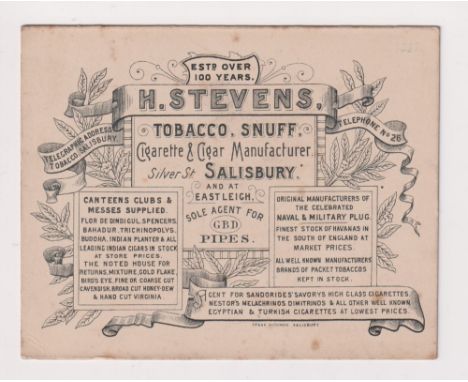 ESTD OVER
100 YEARS.
H. STEVENS,
TELEGRAPHIC ADDRESS
TOBACCO, SALISBURY.
TELEPHONE No 26
TOBACCO, SNUFF,
Cigarette & Cigar Manufacturer
Silver St SALISBURY.
AND AT
EASTLEIGH.
SOLE AGENT FOR
GBD
PIPES.
CANTEENS CLUBS &
MESSES SUPPLIED.
FLOR DE DINDIGUL, SPENCERS,
BAHADUR, TRICHINOPOLYS,
BUDDHA, INDIAN PLANTER & ALL
LEADING INDIAN CIGARS IN STOCK
AT STORE PRICES.
THE NOTED HOUSE FOR
RETURNS, MIXTURE, GOLD FLAKE,
BIRDS EYE, FINE OR COARSE CUT
CAVENDISH, BROAD CUT HONEY-DEW
& HAND CUT VIRGINIA.
ORIGINAL MANUFACTURERS OF
THE CELEBRATED
NAVAL & MILITARY PLUG.
FINEST STOCK OF HAVANAS IN
THE SOUTH OF ENGLAND AT
MARKET PRICES.
ALL WELL KNOWN MANUFACTURERS
BRANDS OF PACKET TOBACCOS
KEPT IN STOCK.
AGENT FOR SANDORIDES' SAVORYS HIGH CLASS CIGARETTES
NESTOR'S MELACHRINOS DIMITRINOS & ALL OTHER WELL KNOWN
EGYPTIAN & TURKISH CIGARETTES AT LOWEST PRICES.
SALISBURY